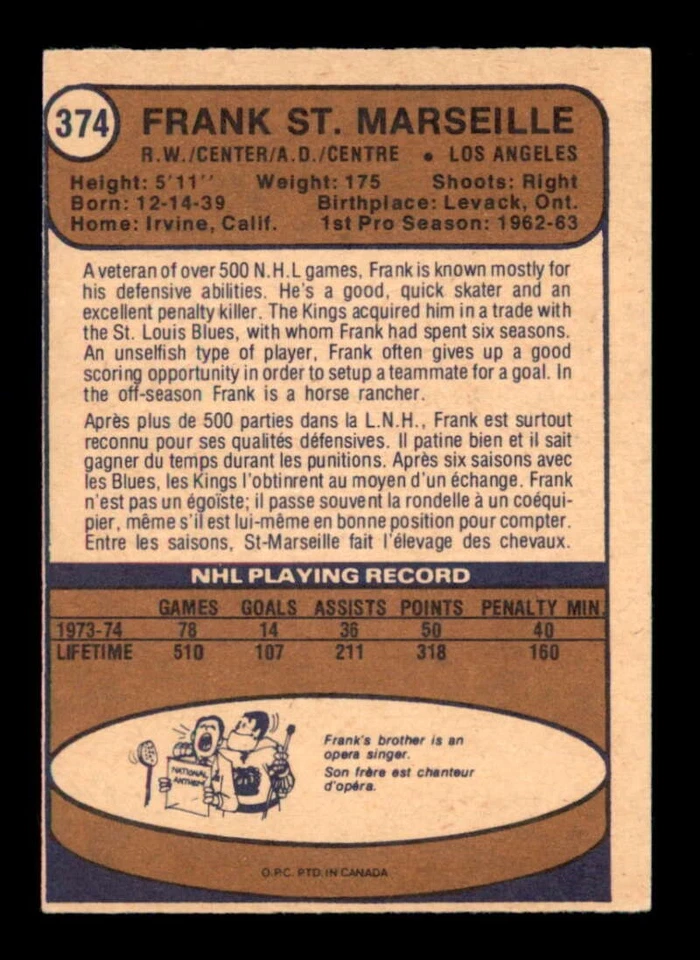 374
FRANK ST. MARSEILLE
R.W./CENTER/A.D./CENTRE • LOS ANGELES
Height: 5'11'' Weight: 175 Shoots: Right
Born: 12-14-39 Birthplace: Levack, Ont.
Home: Irvine, Calif. 1st Pro Season: 1962-63
A veteran of over 500 N.H.L games, Frank is known mostly for
his defensive abilities. He's a good, quick skater and an
excellent penalty killer. The Kings acquired him in a trade with
the St. Louis Blues, with whom Frank had spent six seasons.
An unselfish type of player, Frank often gives up a good
scoring opportunity in order to setup a teammate for a goal. In
the off-season Frank is a horse rancher.
Après plus de 500 parties dans la L.N.H., Frank est surtout
reconnu pour ses qualités défensives. Il patine bien et il sait
gagner du temps durant les punitions. Après six saisons avec
les Blues, les Kings l'obtinrent au moyen d'un échange. Frank
n'est pas un égoïste; il passe souvent la rondelle à un coéqui-
pier, même s'il est lui-même en bonne position pour compter.
Entre les saisons, St-Marseille fait l'élevage des chevaux.
NHL PLAYING RECORD
GAMES GOALS ASSISTS POINTS PENALTY MIN.
1973-74 78 14 36 50 40
LIFETIME 510 107 211 318 160
NATIONAL
ANTHEM
Frank's brother is an
opera singer.
Son frère est chanteur
d'opéra.
O.P.C. PTD. IN CANADA